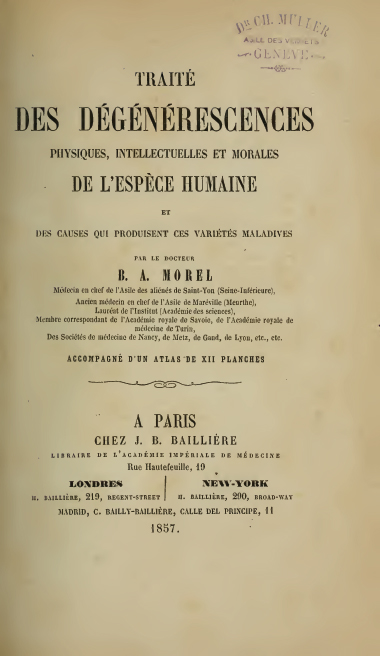 Dr CH. MULLER
ASILE DES VERNETS
GENÈVE
TRAITÉ
DES DÉGÉNÉRESCENCES
PHYSIQUES, INTELLECTUELLES ET MORALES
DE L'ESPÈCE HUMAINE
ET
DES CAUSES QUI PRODUISENT CES VARIÉTÉS MALADIVES
PAR LE DOCTEUR
B. A. MOREL
Médecin en chef de l'Asile des aliénés de Saint-Yon (Seine-Inférieure),
Ancien médecin en chef de l'Asile de Maréville (Meurthe),
Lauréat de l'Institut (Académie des sciences),
Membre correspondant de l'Académie royale de Savoie, de l'Académie royale de
médecine de Turin,
Des Sociétés de médecine de Nancy, de Metz, de Gand, de Lyon, etc., etc.
ACCOMPAGNÉ D'UN ATLAS DE XII PLANCHES
A PARIS
CHEZ J. B. BAILLIÈRE
LIBRAIRE DE L'ACADÉMIE IMPÉRIALE DE MÉDECINE
Rue Hautefeuille, 19
LONDRES
H. BAILLIÈRE, 219, REGENT-STREET
NEW-YORK
H. BAILLIÈRE, 290, BROAD-WAY
MADRID, C. BAILLY-BAILLIÈRE, CALLE DEL PRINCIPE, 11
1857.